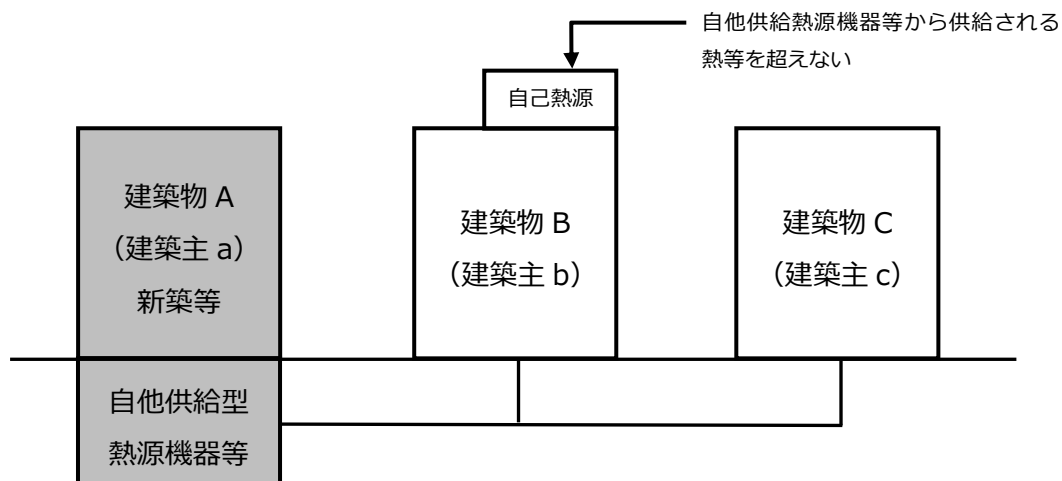 自他供給熱源機器等から供給される
熱等を超えない
自己熱源
建築物 A
（建築主 a）
新築等
建築物 B
（建築主 b）
建築物 C
（建築主 c）
自他供給型
熱源機器等